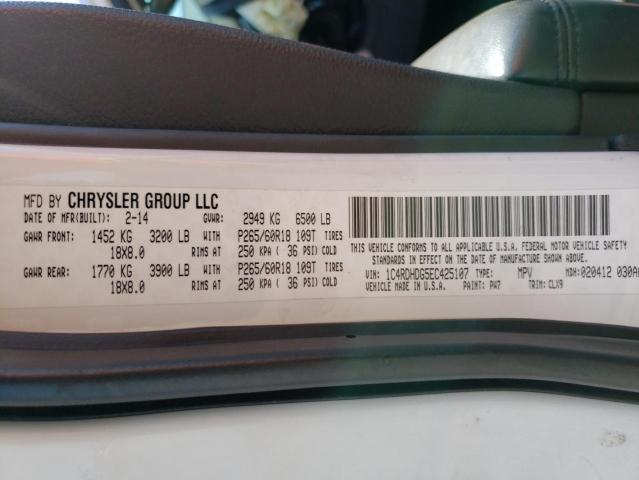 MFD BY CHRYSLER GROUP LLC
DATE OF MFR(BUILT): 2-14 GVWR: 2949 KG 6500 LB
GAWR FRONT: 1452 KG 3200 LB WITH P265/60R18 109T TIRES
18X8.0 RIMS AT 250 KPA ( 36 PSI) COLD
GAWR REAR: 1770 KG 3900 LB WITH P265/60R18 109T TIRES
18X8.0 RIMS AT 250 KPA ( 36 PSI) COLD
THIS VEHICLE CONFORMS TO ALL APPLICABLE U.S.A. FEDERAL MOTOR VEHICLE SAFETY
STANDARDS IN EFFECT ON THE DATE OF MANUFACTURE SHOWN ABOVE.
VIN: 1C4RDHDG5EC425107 TYPE: MPV MDH: 020412 030A
VEHICLE MADE IN U.S.A. PAINT: PW7 TRIM: CLX9